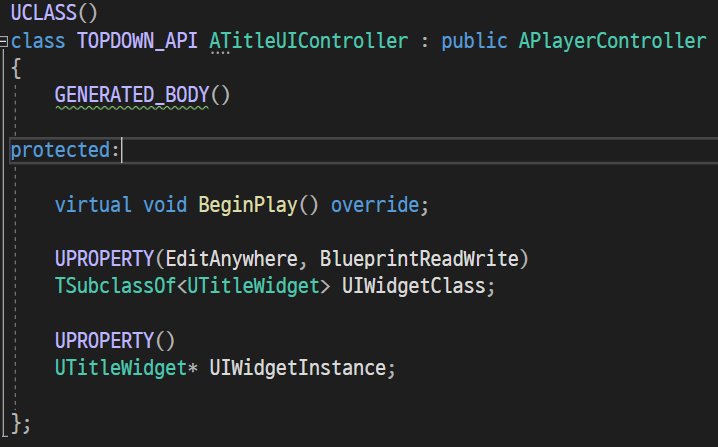 UCLASS()
class TOPDOWN_API ATitleUIController : public APlayerController
{
    GENERATED_BODY()
protected:
    virtual void BeginPlay() override;
    UPROPERTY(EditAnywhere, BlueprintReadWrite)
    TSubclassOf<UTitleWidget> UIWidgetClass;
    UPROPERTY()
    UTitleWidget* UIWidgetInstance;
};